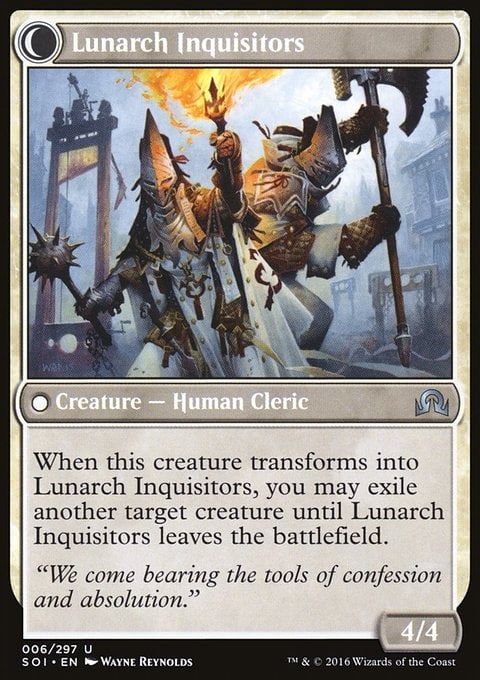 Lunarch Inquisitors
Creature — Human Cleric
When this creature transforms into
Lunarch Inquisitors, you may exile
another target creature until Lunarch
Inquisitors leaves the battlefield.
“We come bearing the tools of confession
and absolution.”
4/4
006/297 U
SOI • EN Wayne Reynolds
™ & © 2016 Wizards of the Coast